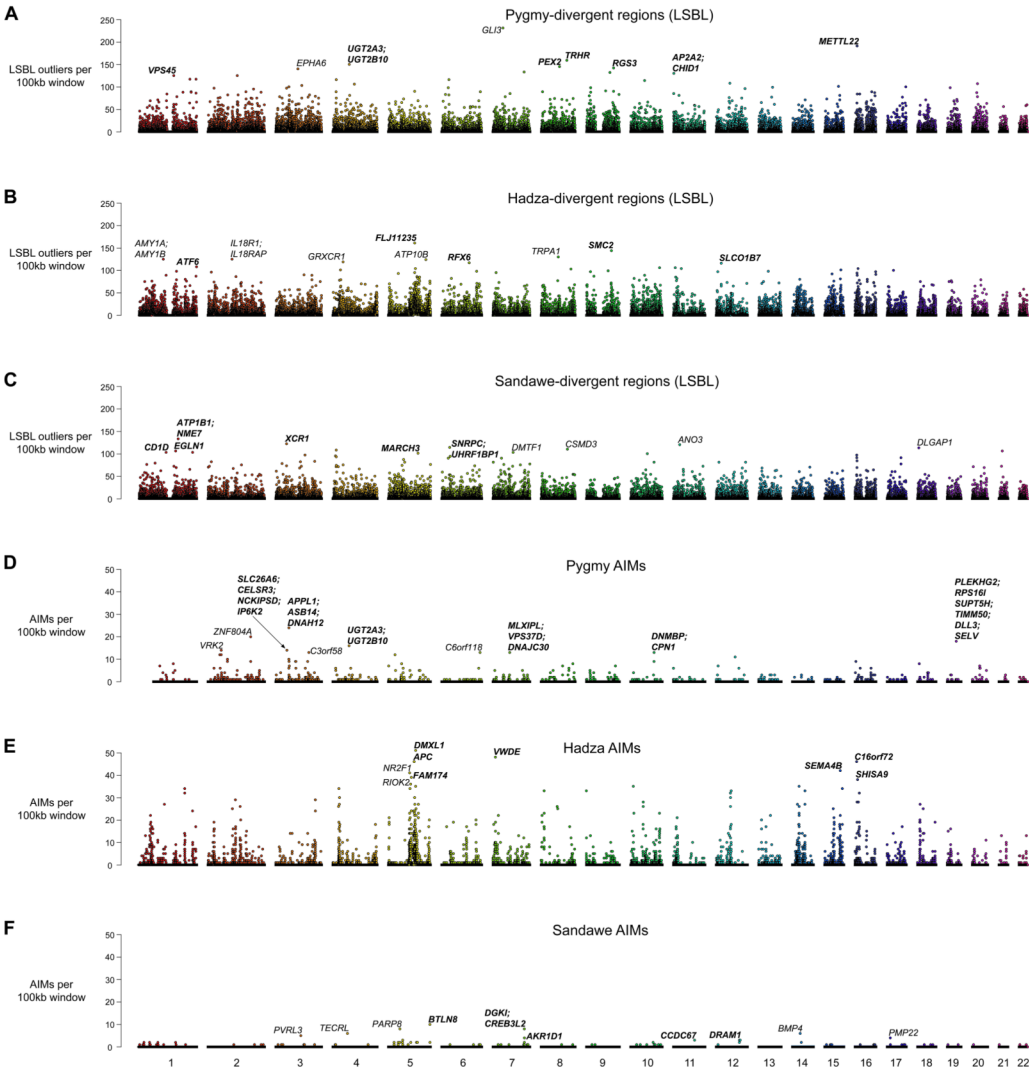 A
Pygmy-divergent regions (LSBL)
LSBL outliers per
100kb window
250
200
150
100
50
0
VPS45
EPHA6
UGT2A3;
UGT2B10
GLI3
PEX2
TRHR
RGS3
AP2A2;
CHID1
METTL22
B
Hadza-divergent regions (LSBL)
LSBL outliers per
100kb window
250
200
150
100
50
0
AMY1A;
AMY1B
ATF6
IL18R1;
IL18RAP
GRXCR1
FLJ11235
ATP10B
RFX6
TRPA1
SMC2
SLCO1B7
C
Sandawe-divergent regions (LSBL)
LSBL outliers per
100kb window
250
200
150
100
50
0
CD1D
ATP1B1;
NME7
EGLN1
XCR1
MARCH3
SNRPC;
UHRF1BP1
DMTF1
CSMD3
ANO3
DLGAP1
D
Pygmy AIMs
AIMs per
100kb window
50
40
30
20
10
0
VRK2
ZNF804A
SLC26A6;
CELSR3;
NCKIPSD;
IP6K2
APPL1;
ASB14;
DNAH12
C3orf58
UGT2A3;
UGT2B10
C6orf118
MLXIPL;
VPS37D;
DNAJC30
DNMBP;
CPN1
PLEKHG2;
RPS16I
SUPT5H;
TIMM50;
DLL3;
SELV
E
Hadza AIMs
AIMs per
100kb window
50
40
30
20
10
0
DMXL1
APC
NR2F1
FAM174
RIOK2
VWDE
SEMA4B
C16orf72
SHISA9
F
Sandawe AIMs
AIMs per
100kb window
50
40
30
20
10
0
PVRL3
TECRL
PARP8
BTLN8
DGKI;
CREB3L2
AKR1D1
CCDC67
DRAM1
BMP4
PMP22
1 2 3 4 5 6 7 8 9 10 11 12 13 14 15 16 17 18 19 20 21 22